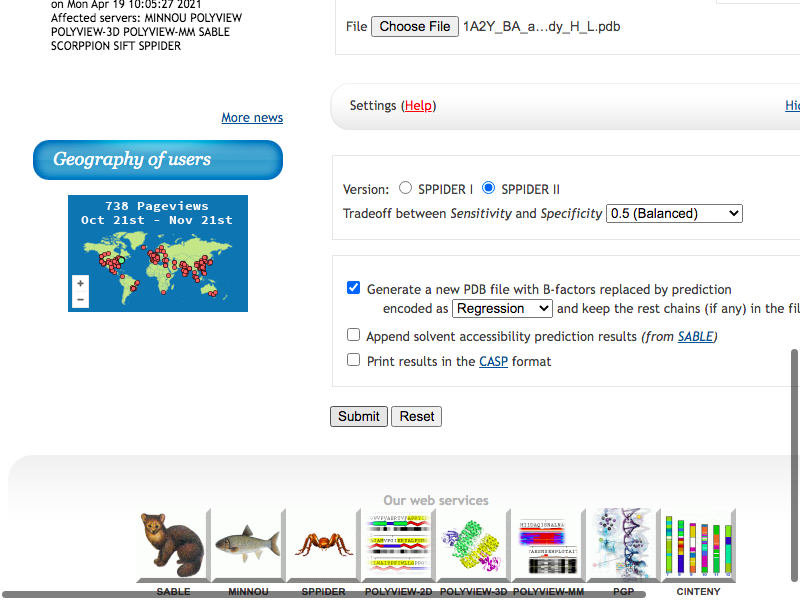 on Mon Apr 19 10:05:27 2021
Affected servers: MINNOU POLYVIEW
POLYVIEW-3D POLYVIEW-MM SABLE
SCORPPION SIFT SPPIDER
More news
Geography of users
738 Pageviews
Oct 21st - Nov 21st
+
−
File Choose File 1A2Y_BA_a...dy_H_L.pdb
Settings (Help)
Version: SPPIDER I SPPIDER II
Tradeoff between Sensitivity and Specificity 0.5 (Balanced)
Generate a new PDB file with B-factors replaced by prediction
encoded as Regression and keep the rest chains (if any) in the
Append solvent accessibility prediction results (from SABLE)
Print results in the CASP format
Submit Reset
Our web services
SABLE MINNOU SPPIDER POLYVIEW-2D POLYVIEW-3D POLYVIEW-MM PGP CINTENY